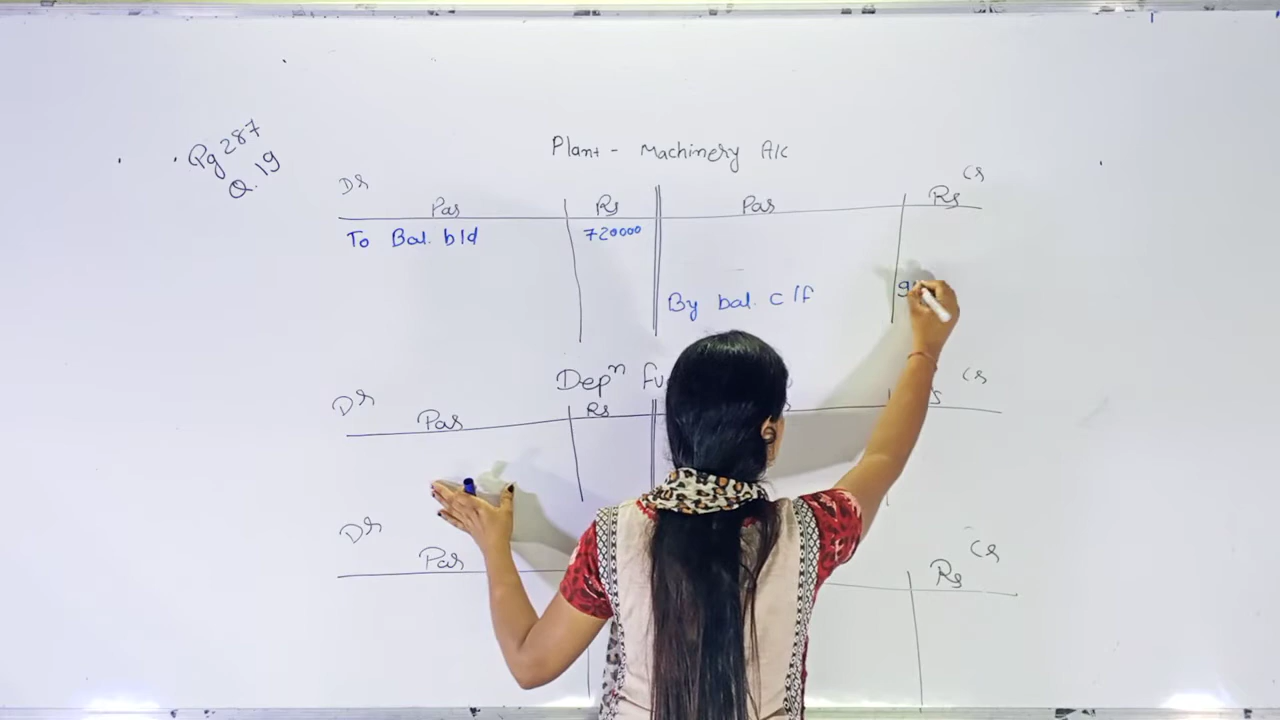 Pg 287
Q. 19
Plant - Machinery A/c
Dr Cr
Par Rs Par Rs
To Bal. b/d 720000
By bal. c/f
Depn
Dr Cr
Par Rs
Dr Cr
Par Rs